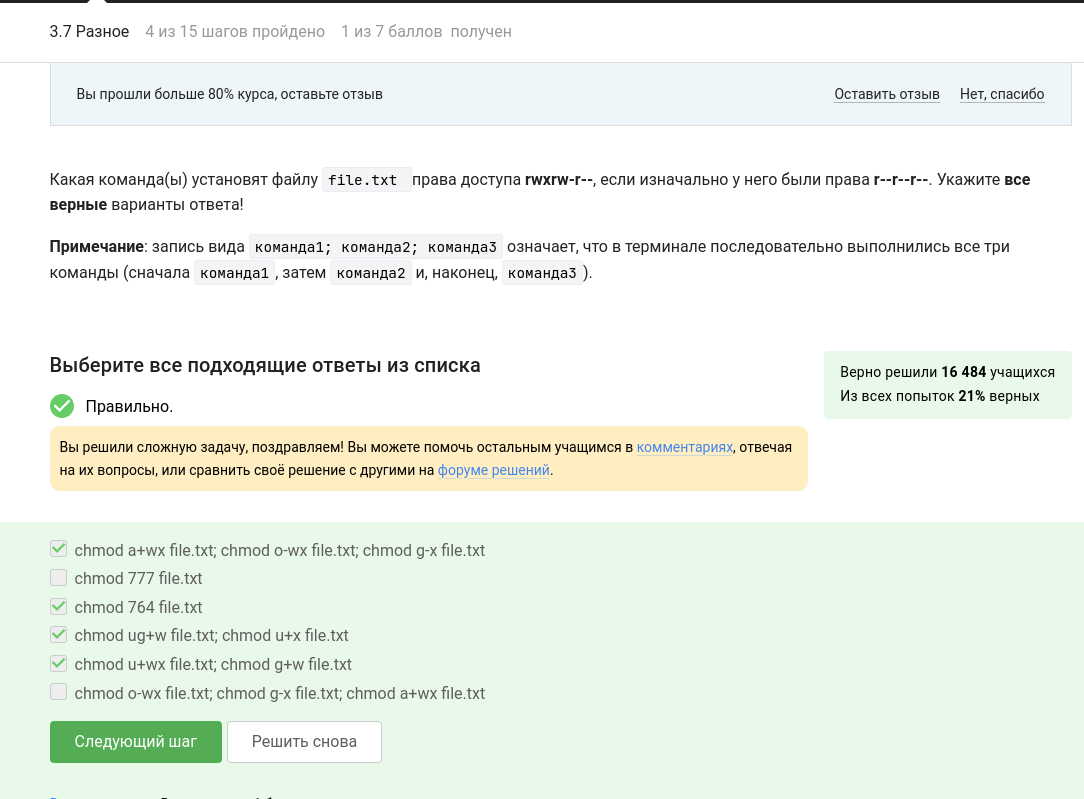 3.7 Разное 4 из 15 шагов пройдено 1 из 7 баллов получен
Вы прошли больше 80% курса, оставьте отзыв Оставить отзыв Нет, спасибо
Какая команда(ы) установят файлу file.txt права доступа rwxrw-r--, если изначально у него были права r--r--r--. Укажите все
верные варианты ответа!
Примечание: запись вида команда1; команда2; команда3 означает, что в терминале последовательно выполнились все три
команды (сначала команда1, затем команда2 и, наконец, команда3).
Выберите все подходящие ответы из списка
Верно решили 16 484 учащихся
Из всех попыток 21% верных
Правильно.
Вы решили сложную задачу, поздравляем! Вы можете помочь остальным учащимся в комментариях, отвечая
на их вопросы, или сравнить своё решение с другими на форуме решений.
chmod a+wx file.txt; chmod o-wx file.txt; chmod g-x file.txt
chmod 777 file.txt
chmod 764 file.txt
chmod ug+w file.txt; chmod u+x file.txt
chmod u+wx file.txt; chmod g+w file.txt
chmod o-wx file.txt; chmod g-x file.txt; chmod a+wx file.txt
Следующий шаг Решить снова